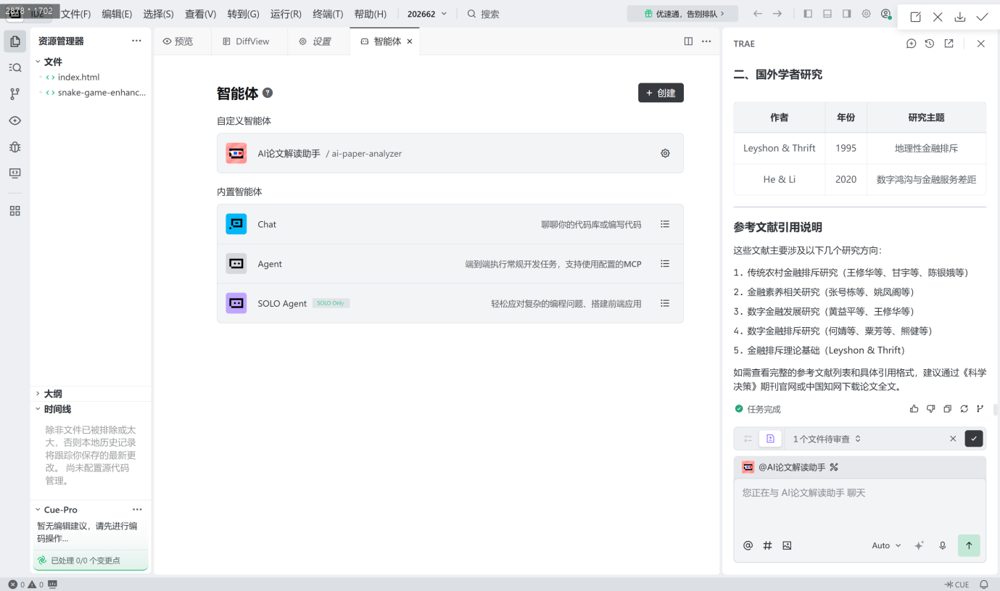 2878 * 1702
文件(F) 编辑(E) 选择(S) 查看(V) 转到(G) 运行(R) 终端(T) 帮助(H) 202662 搜索 优速通，告别排队 >
资源管理器
文件
index.html
snake-game-enhanc...
大纲
时间线
除非文件已被排除或太
大，否则本地历史记录
将跟踪你保存的最新更
改。 尚未配置源代码
管理。
Cue-Pro
暂无编辑建议，请先进行编
码操作...
已处理 0/0 个变更点
预览 DiffView 设置 智能体
智能体
+ 创建
自定义智能体
AI论文解读助手 / ai-paper-analyzer
内置智能体
Chat 聊聊你的代码库或编写代码
Agent 端到端执行常规开发任务，支持使用配置的MCP
SOLO Agent SOLO Only 轻松应对复杂的编程问题、搭建前端应用
TRAE
二、国外学者研究
作者 年份 研究主题
Leyshon & Thrift 1995 地理性金融排斥
He & Li 2020 数字鸿沟与金融服务差距
参考文献引用说明
这些文献主要涉及以下几个研究方向：
1. 传统农村金融排斥研究（王修华等、甘宇等、陈银娥等）
2. 金融素养相关研究（张号栋等、姚凤阁等）
3. 数字金融发展研究（黄益平等、王修华等）
4. 数字金融排斥研究（何婧等、粟芳等、熊健等）
5. 金融排斥理论基础（Leyshon & Thrift）
如需查看完整的参考文献列表和具体引用格式，建议通过《科学
决策》期刊官网或中国知网下载论文全文。
任务完成
1 个文件待审查
@AI论文解读助手
您正在与 AI论文解读助手 聊天
Auto
0 0 CUE